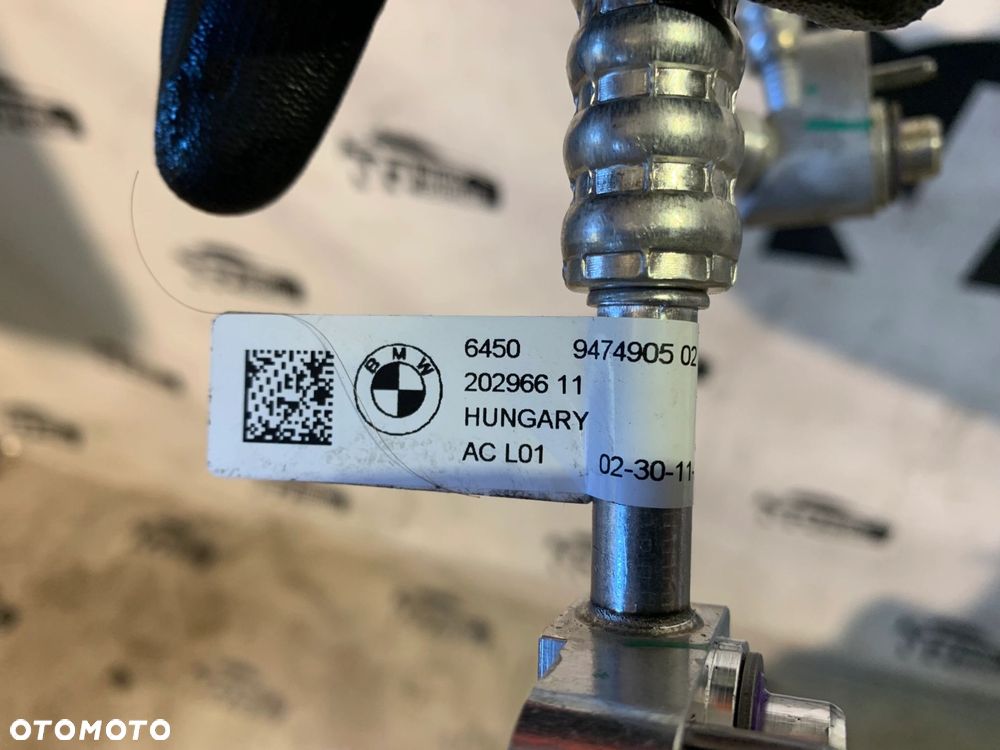 BMW
6450 9474905 02
202966 11
HUNGARY
AC L01 02-30-11-
OTOMOTO